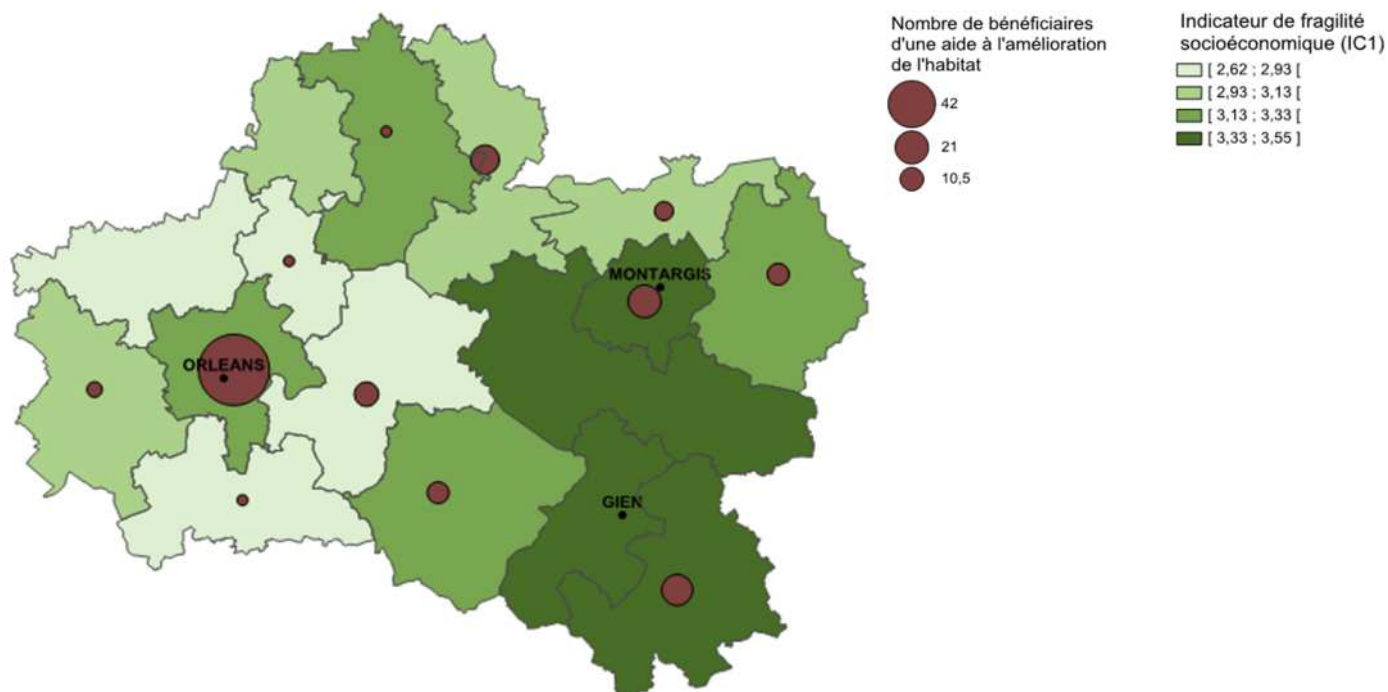 Nombre de bénéficiaires
d'une aide à l'amélioration
de l'habitat
42
21
10,5
Indicateur de fragilité
socioéconomique (IC1)
[ 2,62 ; 2,93 [
[ 2,93 ; 3,13 [
[ 3,13 ; 3,33 [
[ 3,33 ; 3,55 ]
MONTARGIS
ORLEANS
GIEN